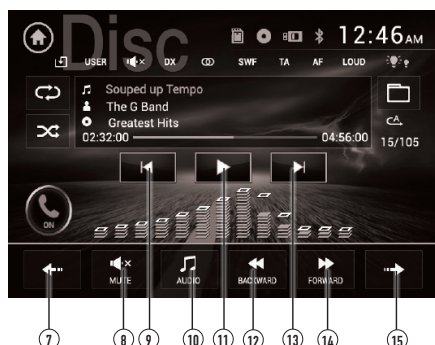 Disc
12:46AM
USER DX SWF TA AF LOUD
Souped up Tempo
The G Band
Greatest Hits
CA
15/105
02:32:00 04:56:00
ON
MUTE AUDIO BACKWARD FORWARD
7 8 9 10 11 12 13 14 15